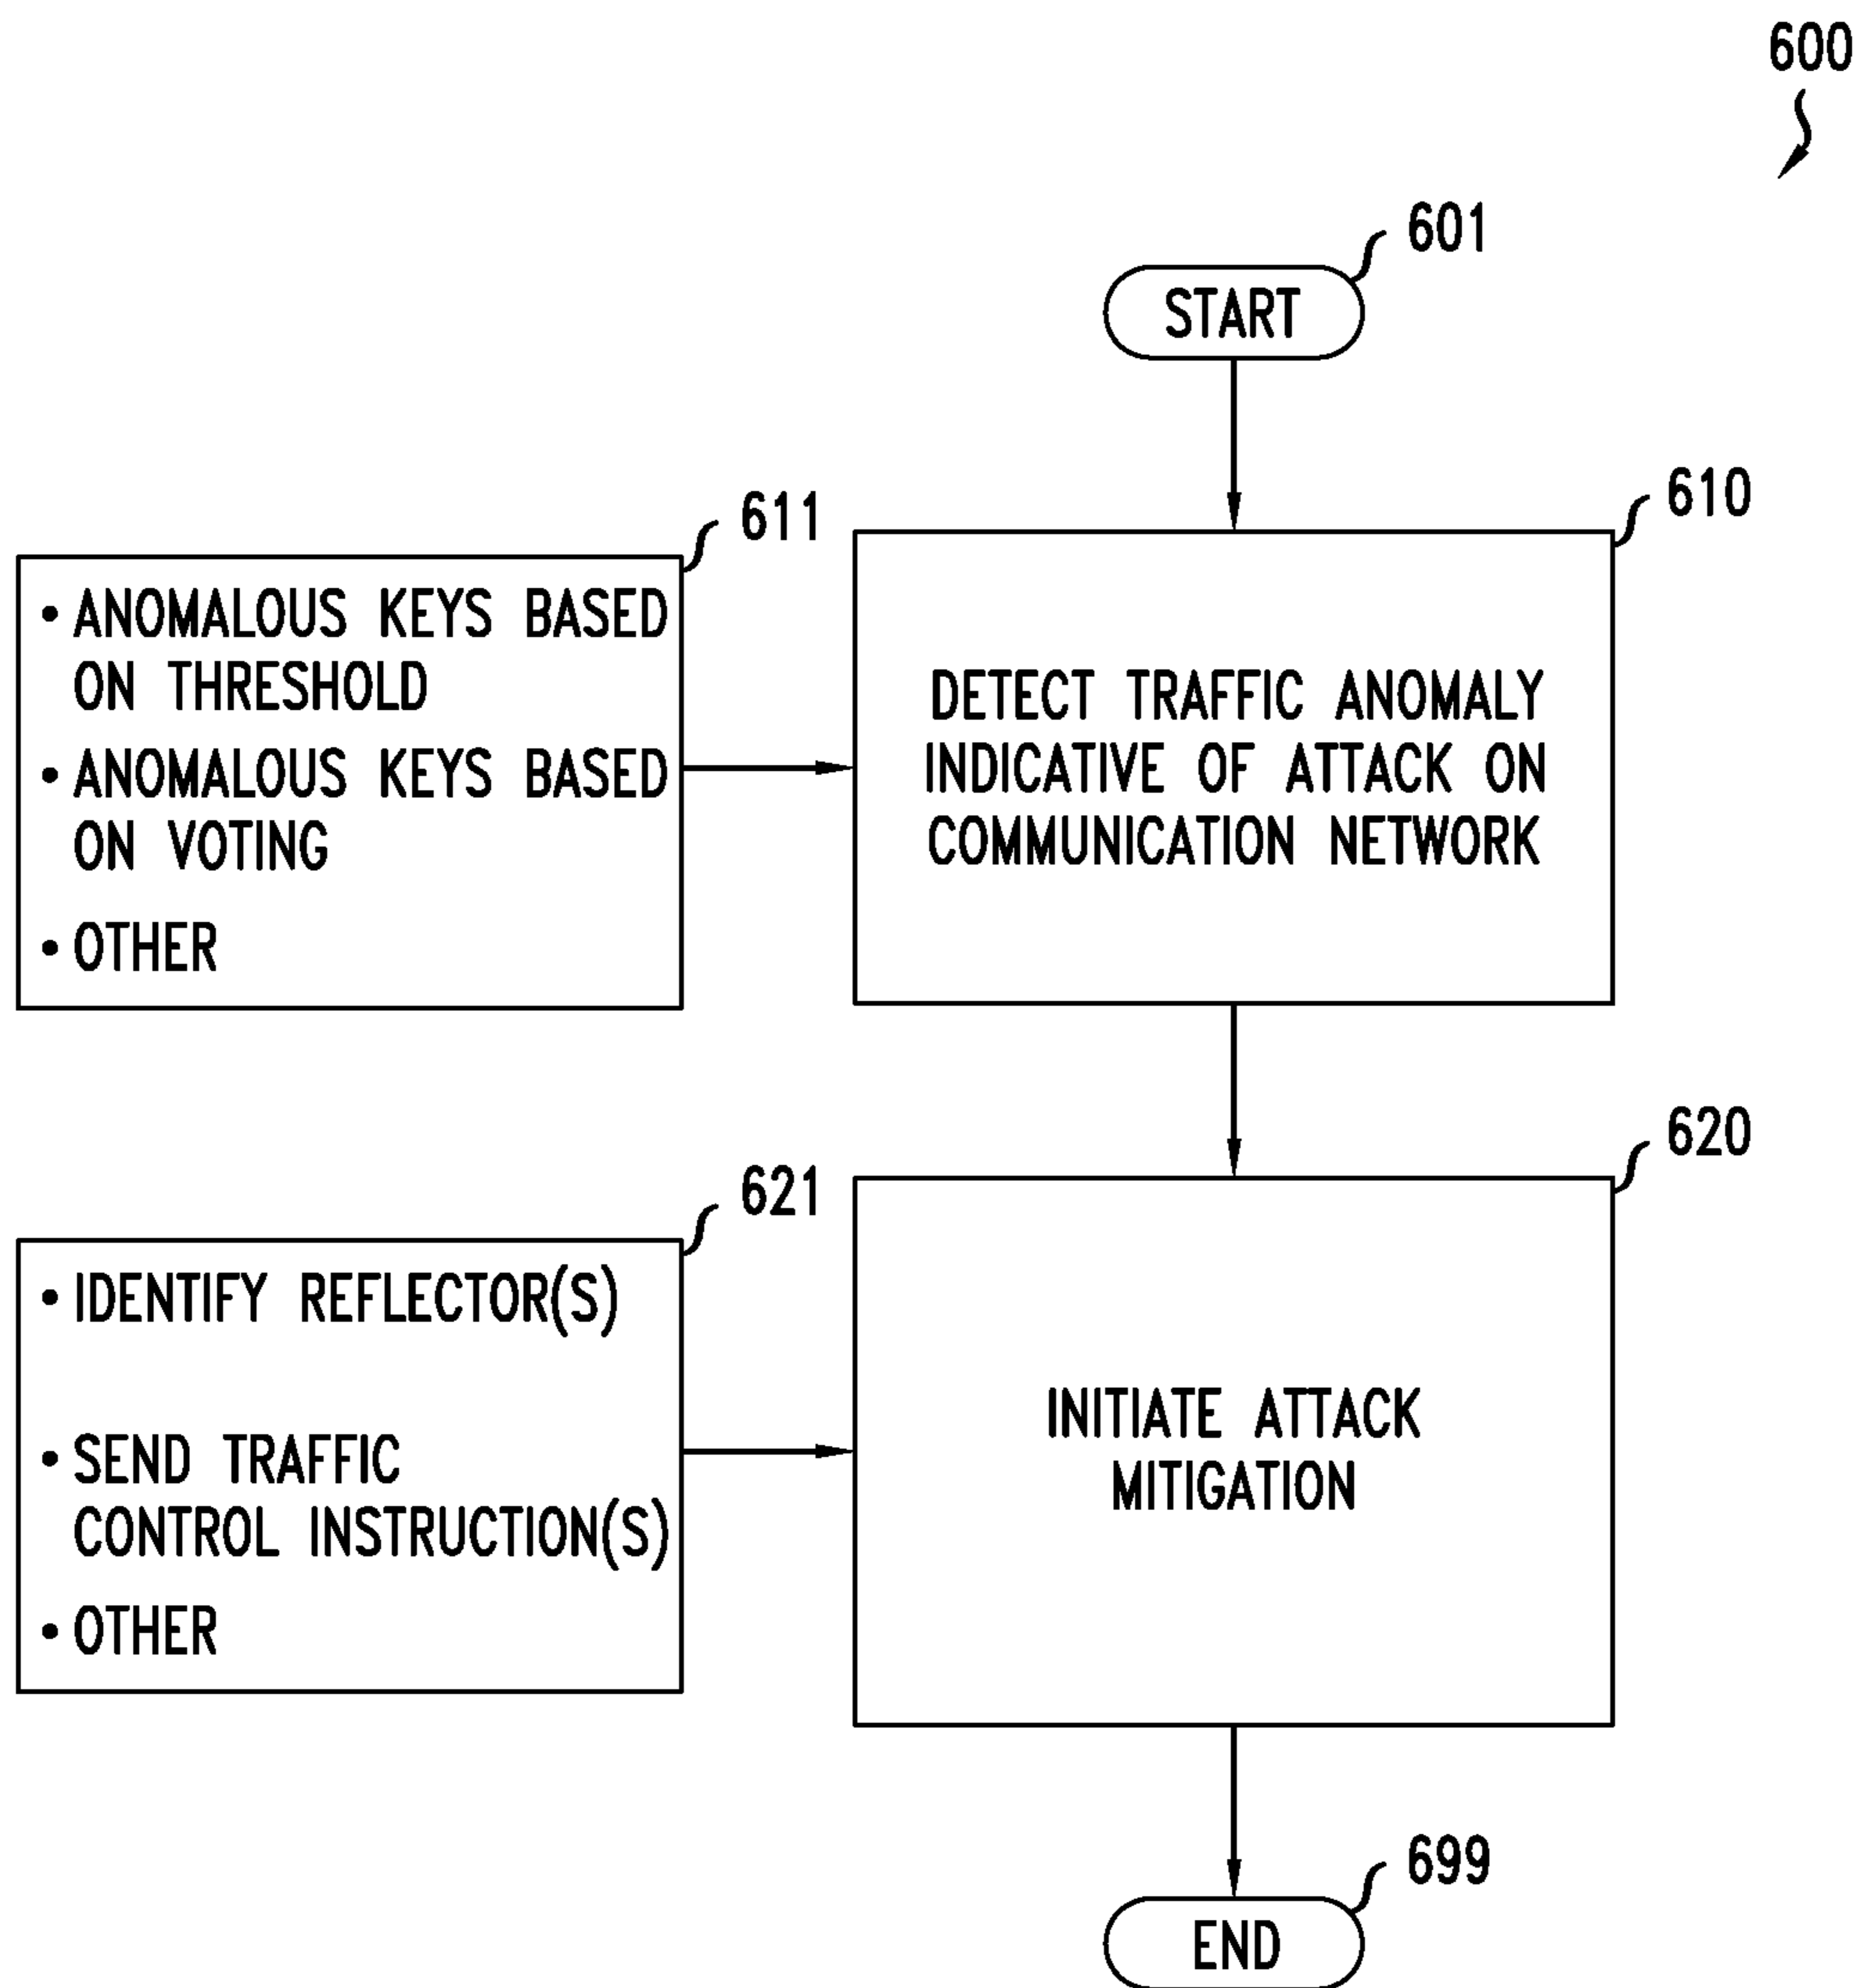 600
601
START
611
610
• ANOMALOUS KEYS BASED
ON THRESHOLD
• ANOMALOUS KEYS BASED
ON VOTING
• OTHER
DETECT TRAFFIC ANOMALY
INDICATIVE OF ATTACK ON
COMMUNICATION NETWORK
621
620
• IDENTIFY REFLECTOR(S)
• SEND TRAFFIC
CONTROL INSTRUCTION(S)
• OTHER
INITIATE ATTACK
MITIGATION
699
END